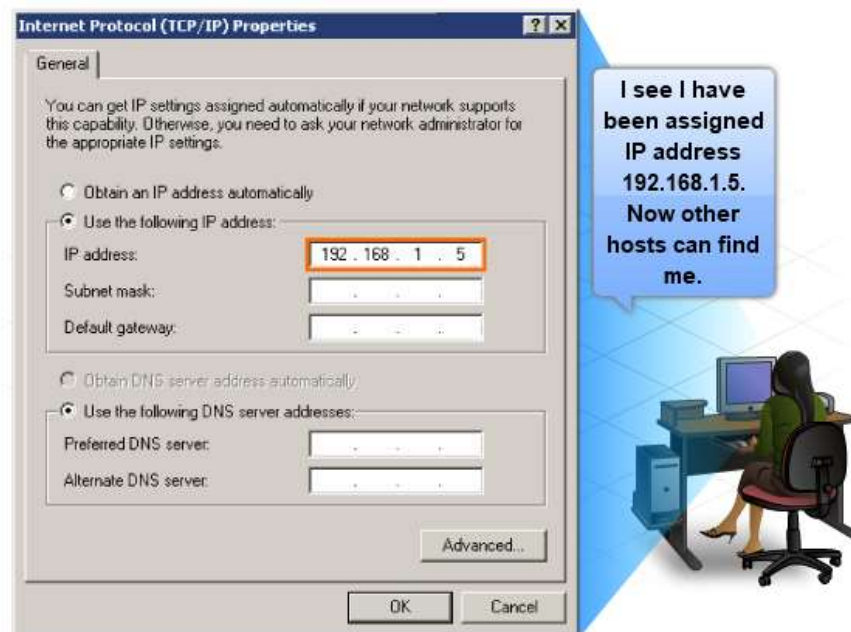 Internet Protocol (TCP/IP) Properties
General
You can get IP settings assigned automatically if your network supports
this capability. Otherwise, you need to ask your network administrator for
the appropriate IP settings.
Obtain an IP address automatically
Use the following IP address:
IP address: 192 . 168 . 1 . 5
Subnet mask: . . .
Default gateway: . . .
Obtain DNS server address automatically
Use the following DNS server addresses:
Preferred DNS server: . . .
Alternate DNS server: . . .
Advanced...
OK Cancel
I see I have
been assigned
IP address
192.168.1.5.
Now other
hosts can find
me.